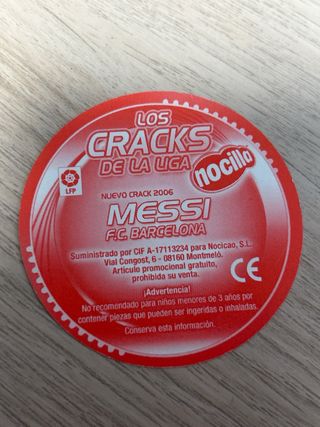 LOS
CRACKS
DE LA LIGA
nocilla
LFP
NUEVO CRACK 2006
MESSI
F.C. BARCELONA
Suministrado por CIF A-17113234 para Nocicao, S.L.
Vial Congost, 6 - 08160 Montmeló.
Artículo promocional gratuito,
prohibida su venta.
CE
¡Advertencia!
No recomendado para niños menores de 3 años por
contener piezas que pueden ser ingeridas o inhaladas.
Conserva esta información.